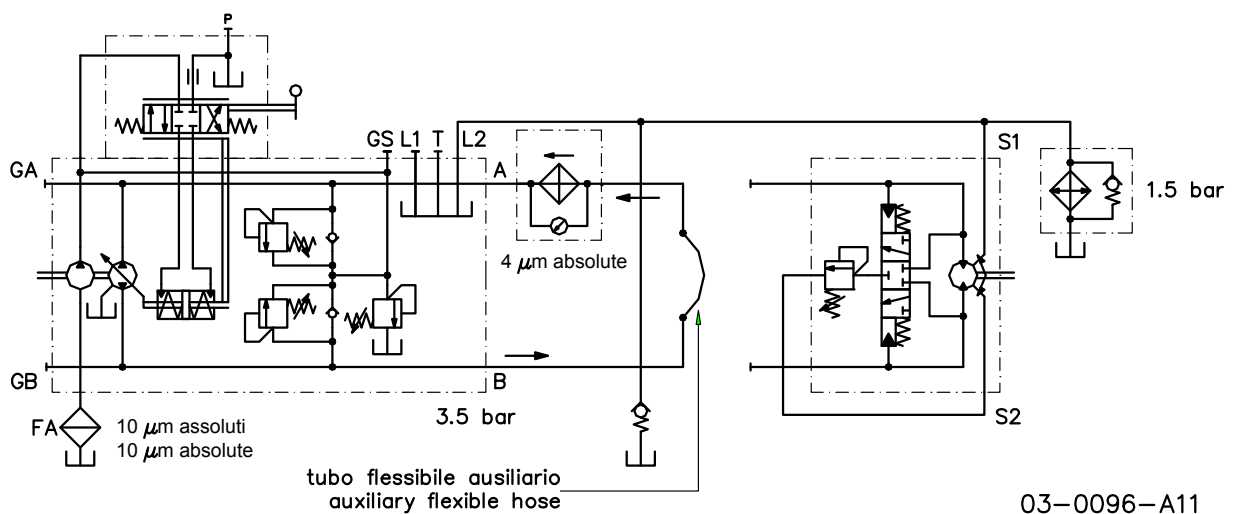 P
GS L1 T L2
GA
A
S1
1.5 bar
4 μm absolute
GB
B
3.5 bar
S2
FA
10 μm assoluti
10 μm absolute
tubo flessibile ausiliario
auxiliary flexible hose
03-0096-A11